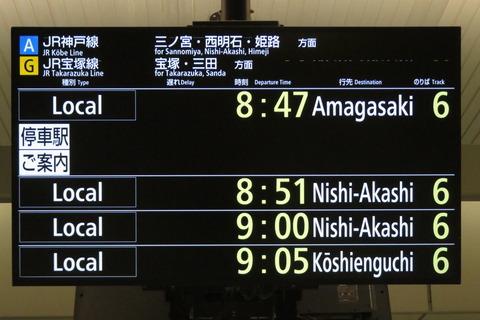 A JR神戸線 三ノ宮・西明石・姫路 方面
JR Kōbe Line for Sannomiya, Nishi-Akashi, Himeji
G JR宝塚線 宝塚・三田 方面
JR Takarazuka Line for Takarazuka, Sanda
種別 Type 遅れ Delay 時刻 Departure Time 行先 Destination のりば Track
Local 8:47 Amagasaki 6
停車駅
ご案内
Local 8:51 Nishi-Akashi 6
Local 9:00 Nishi-Akashi 6
Local 9:05 Kōshienguchi 6